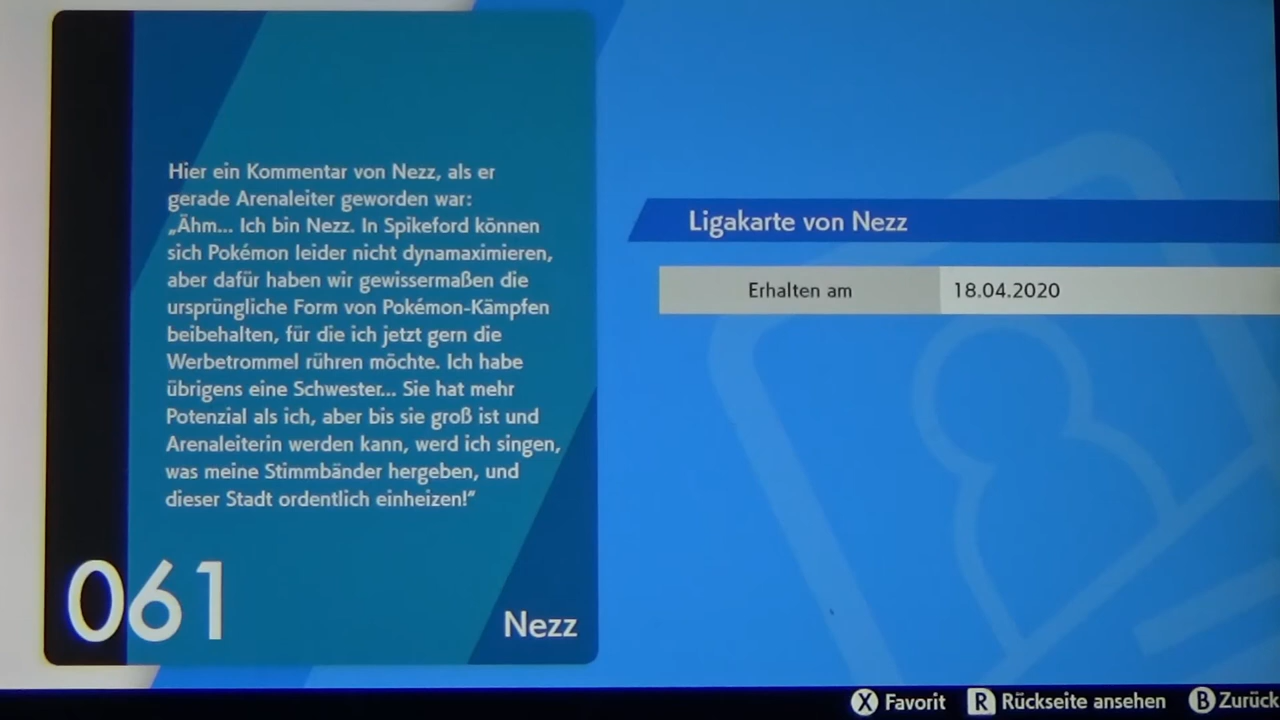 Hier ein Kommentar von Nezz, als er
gerade Arenaleiter geworden war:
„Ähm... Ich bin Nezz. In Spikeford können
sich Pokémon leider nicht dynamaximieren,
aber dafür haben wir gewissermaßen die
ursprüngliche Form von Pokémon-Kämpfen
beibehalten, für die ich jetzt gern die
Werbetrommel rühren möchte. Ich habe
übrigens eine Schwester... Sie hat mehr
Potenzial als ich, aber bis sie groß ist und
Arenaleiterin werden kann, werd ich singen,
was meine Stimmbänder hergeben, und
dieser Stadt ordentlich einheizen!“
061
Nezz
Ligakarte von Nezz
Erhalten am 18.04.2020
X Favorit R Rückseite ansehen B Zurück